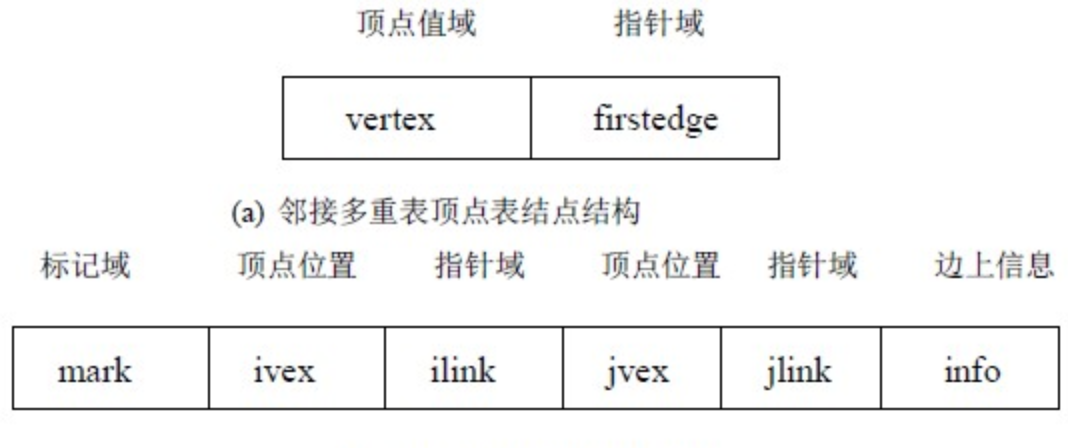 顶点值域 指针域
vertex firstedge
(a) 邻接多重表顶点表结点结构
标记域 顶点位置 指针域 顶点位置 指针域 边上信息
mark ivex ilink jvex jlink info